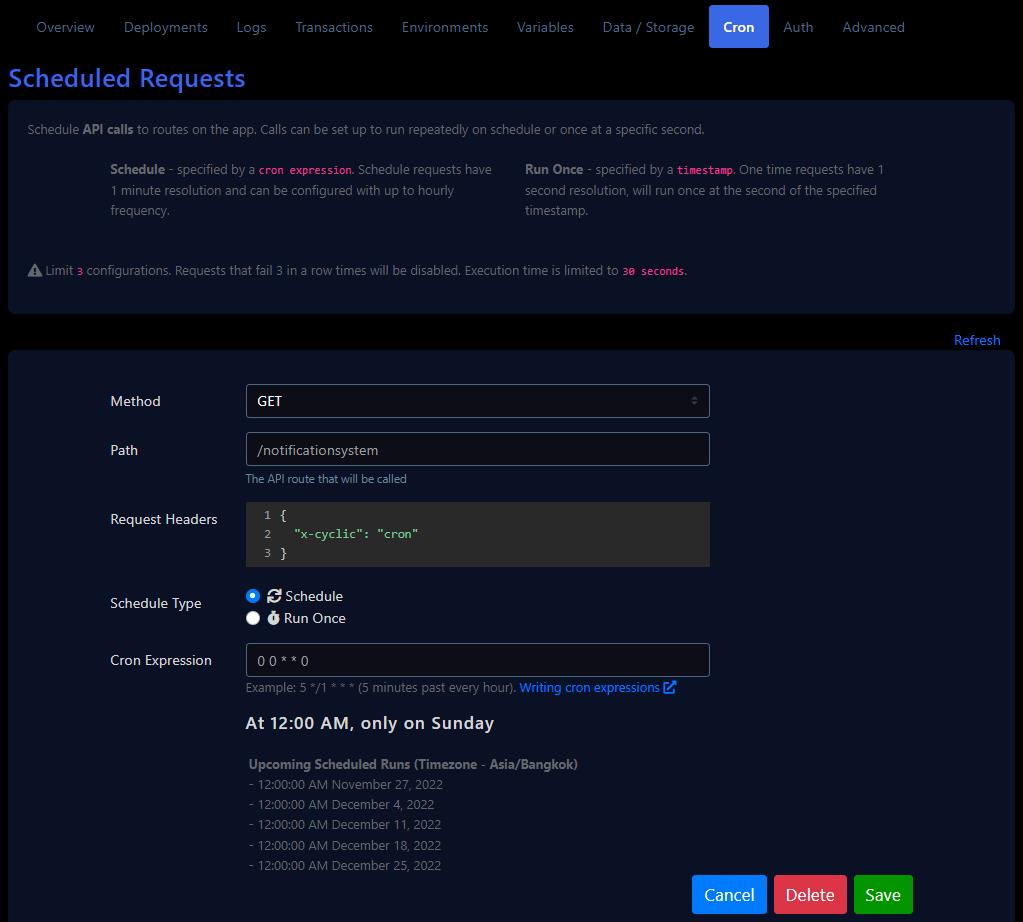 Overview Deployments Logs Transactions Environments Variables Data / Storage Cron Auth Advanced
Scheduled Requests
Schedule API calls to routes on the app. Calls can be set up to run repeatedly on schedule or once at a specific second.
Schedule - specified by a cron expression. Schedule requests have
1 minute resolution and can be configured with up to hourly
frequency.
Run Once - specified by a timestamp. One time requests have 1
second resolution, will run once at the second of the specified
timestamp.
Limit 3 configurations. Requests that fail 3 in a row times will be disabled. Execution time is limited to 30 seconds.
Refresh
Method GET
Path /notificationsystem
The API route that will be called
Request Headers
1 {
2 "x-cyclic": "cron"
3 }
Schedule Type
Schedule
Run Once
Cron Expression 0 0 * * 0
Example: 5 */1 * * * (5 minutes past every hour). Writing cron expressions
At 12:00 AM, only on Sunday
Upcoming Scheduled Runs (Timezone - Asia/Bangkok)
- 12:00:00 AM November 27, 2022
- 12:00:00 AM December 4, 2022
- 12:00:00 AM December 11, 2022
- 12:00:00 AM December 18, 2022
- 12:00:00 AM December 25, 2022
Cancel Delete Save